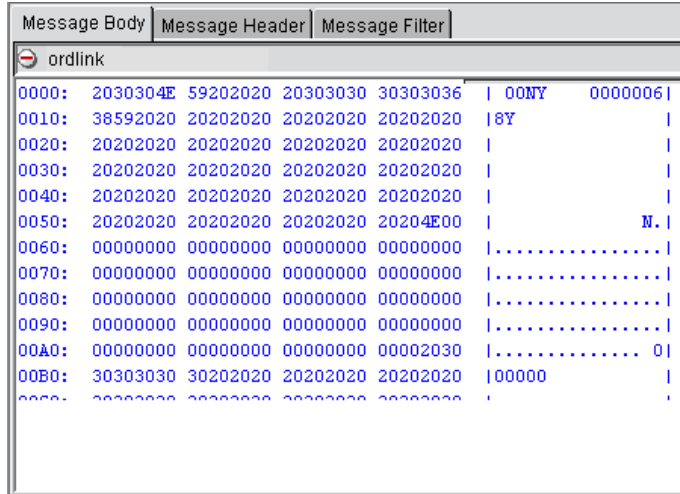 Message Body Message Header Message Filter
ordlink
0000: 2030304E 59202020 20303030 30303036 | 00NY    0000006|
0010: 38592020 20202020 20202020 20202020 |8Y              |
0020: 20202020 20202020 20202020 20202020 |                |
0030: 20202020 20202020 20202020 20202020 |                |
0040: 20202020 20202020 20202020 20202020 |                |
0050: 20202020 20202020 20202020 20204E00 |              N.|
0060: 00000000 00000000 00000000 00000000 |................|
0070: 00000000 00000000 00000000 00000000 |................|
0080: 00000000 00000000 00000000 00000000 |................|
0090: 00000000 00000000 00000000 00000000 |................|
00A0: 00000000 00000000 00000000 00002030 |.............. 0|
00B0: 30303030 30202020 20202020 20202020 |00000           |